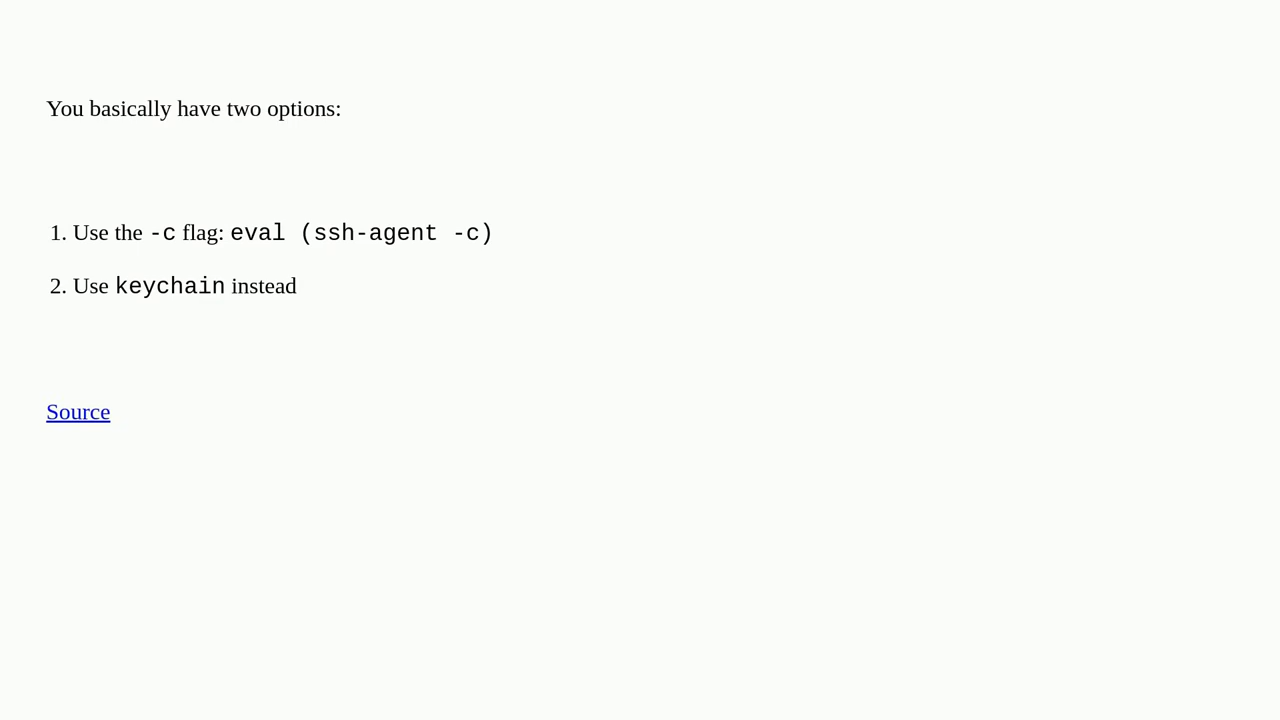 You basically have two options:
1. Use the -c flag: eval (ssh-agent -c)
2. Use keychain instead
Source